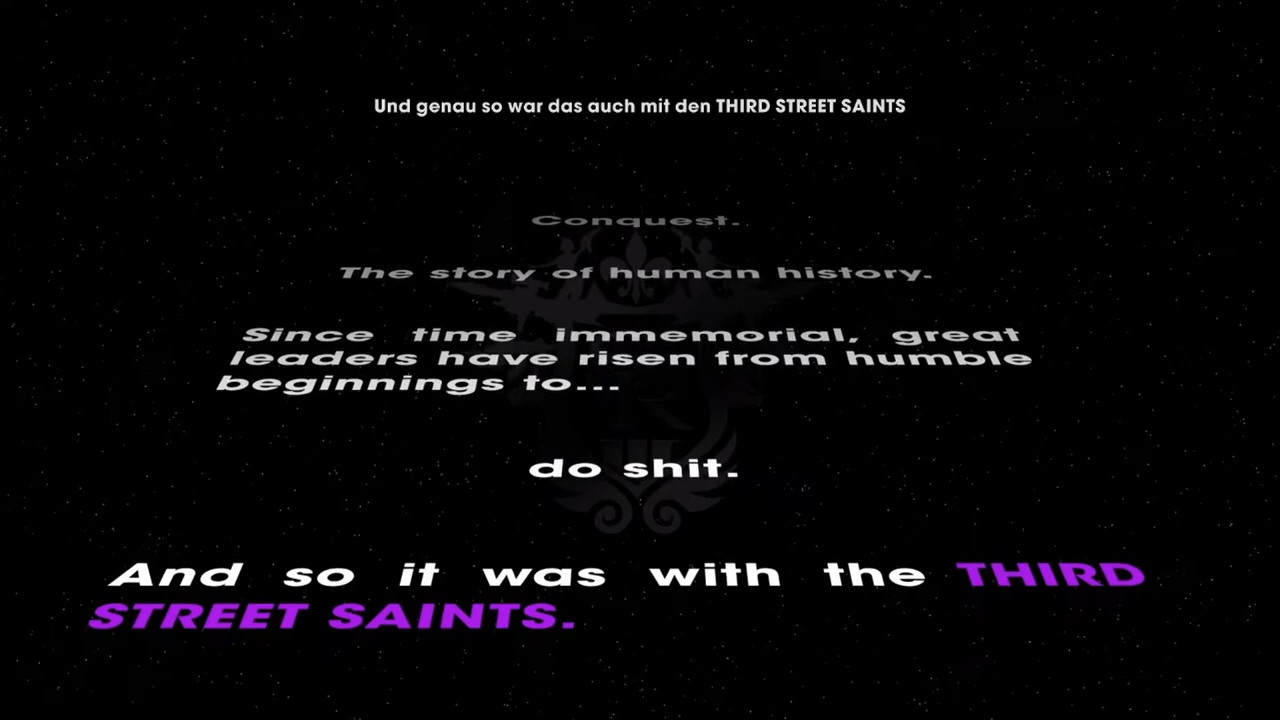 Und genau so war das auch mit den THIRD STREET SAINTS
Conquest.
The story of human history.
Since time immemorial, great
leaders have risen from humble
beginnings to...
do shit.
And so it was with the THIRD
STREET SAINTS.